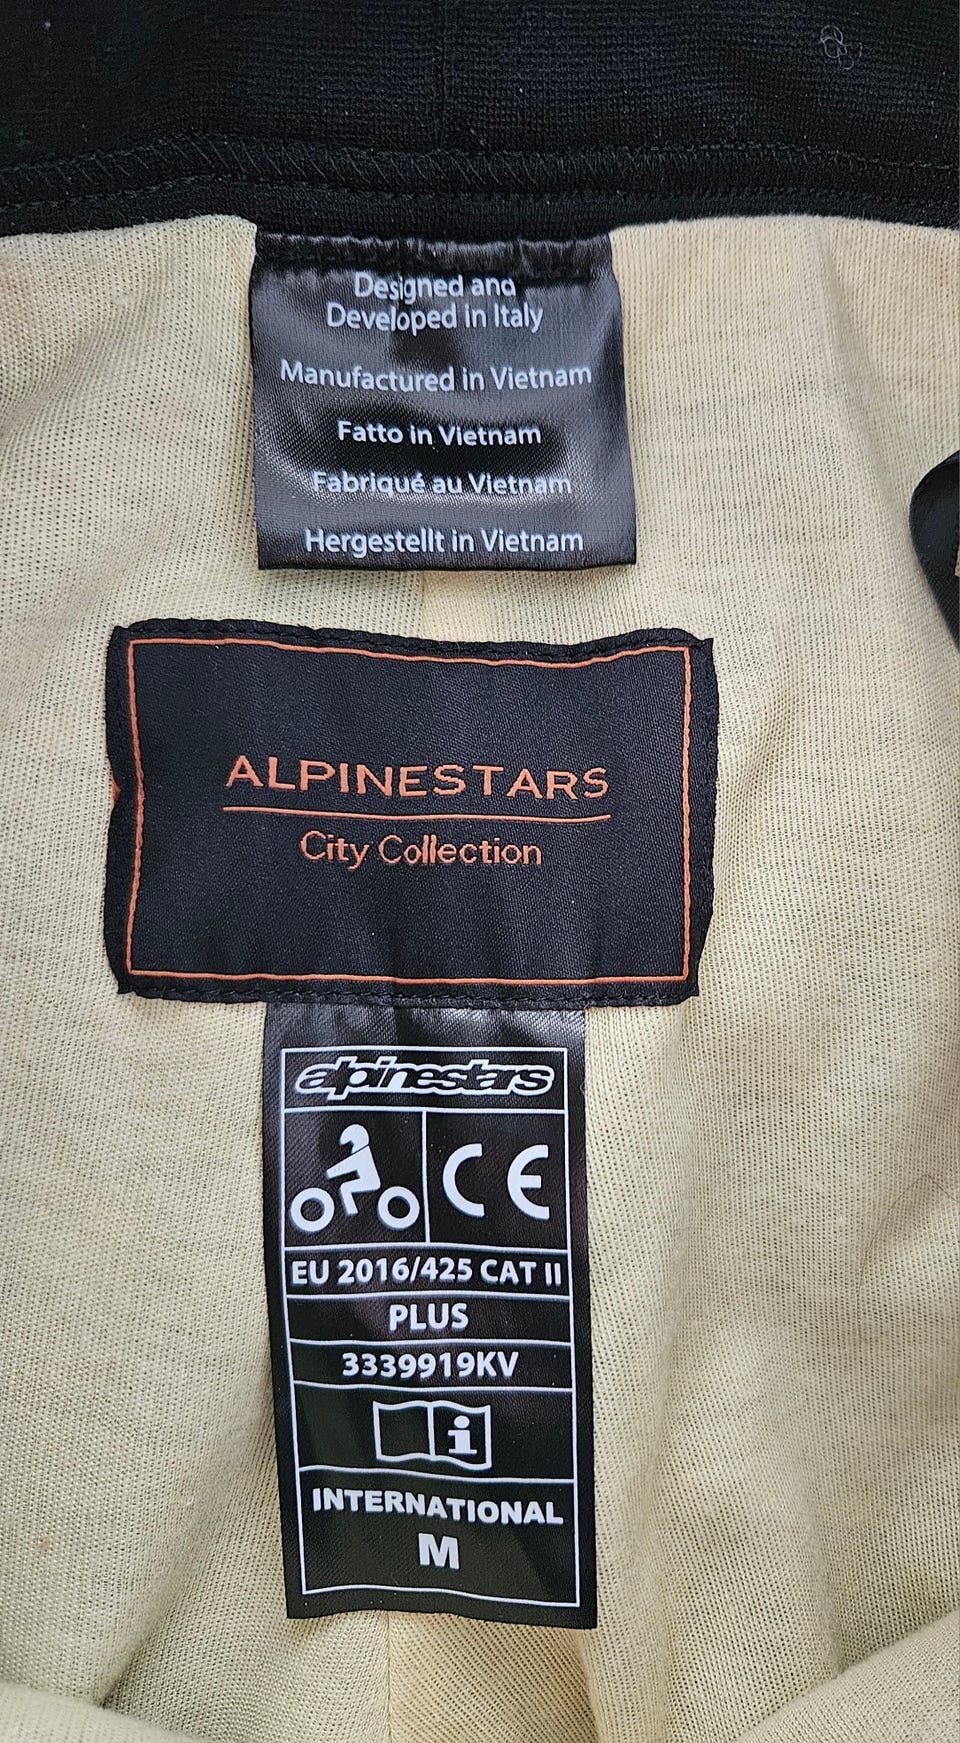 Designed and
Developed in Italy
Manufactured in Vietnam
Fatto in Vietnam
Fabriqué au Vietnam
Hergestellt in Vietnam
ALPINESTARS
City Collection
alpinestars
CE
EU 2016/425 CAT II
PLUS
3339919KV
i
INTERNATIONAL
M